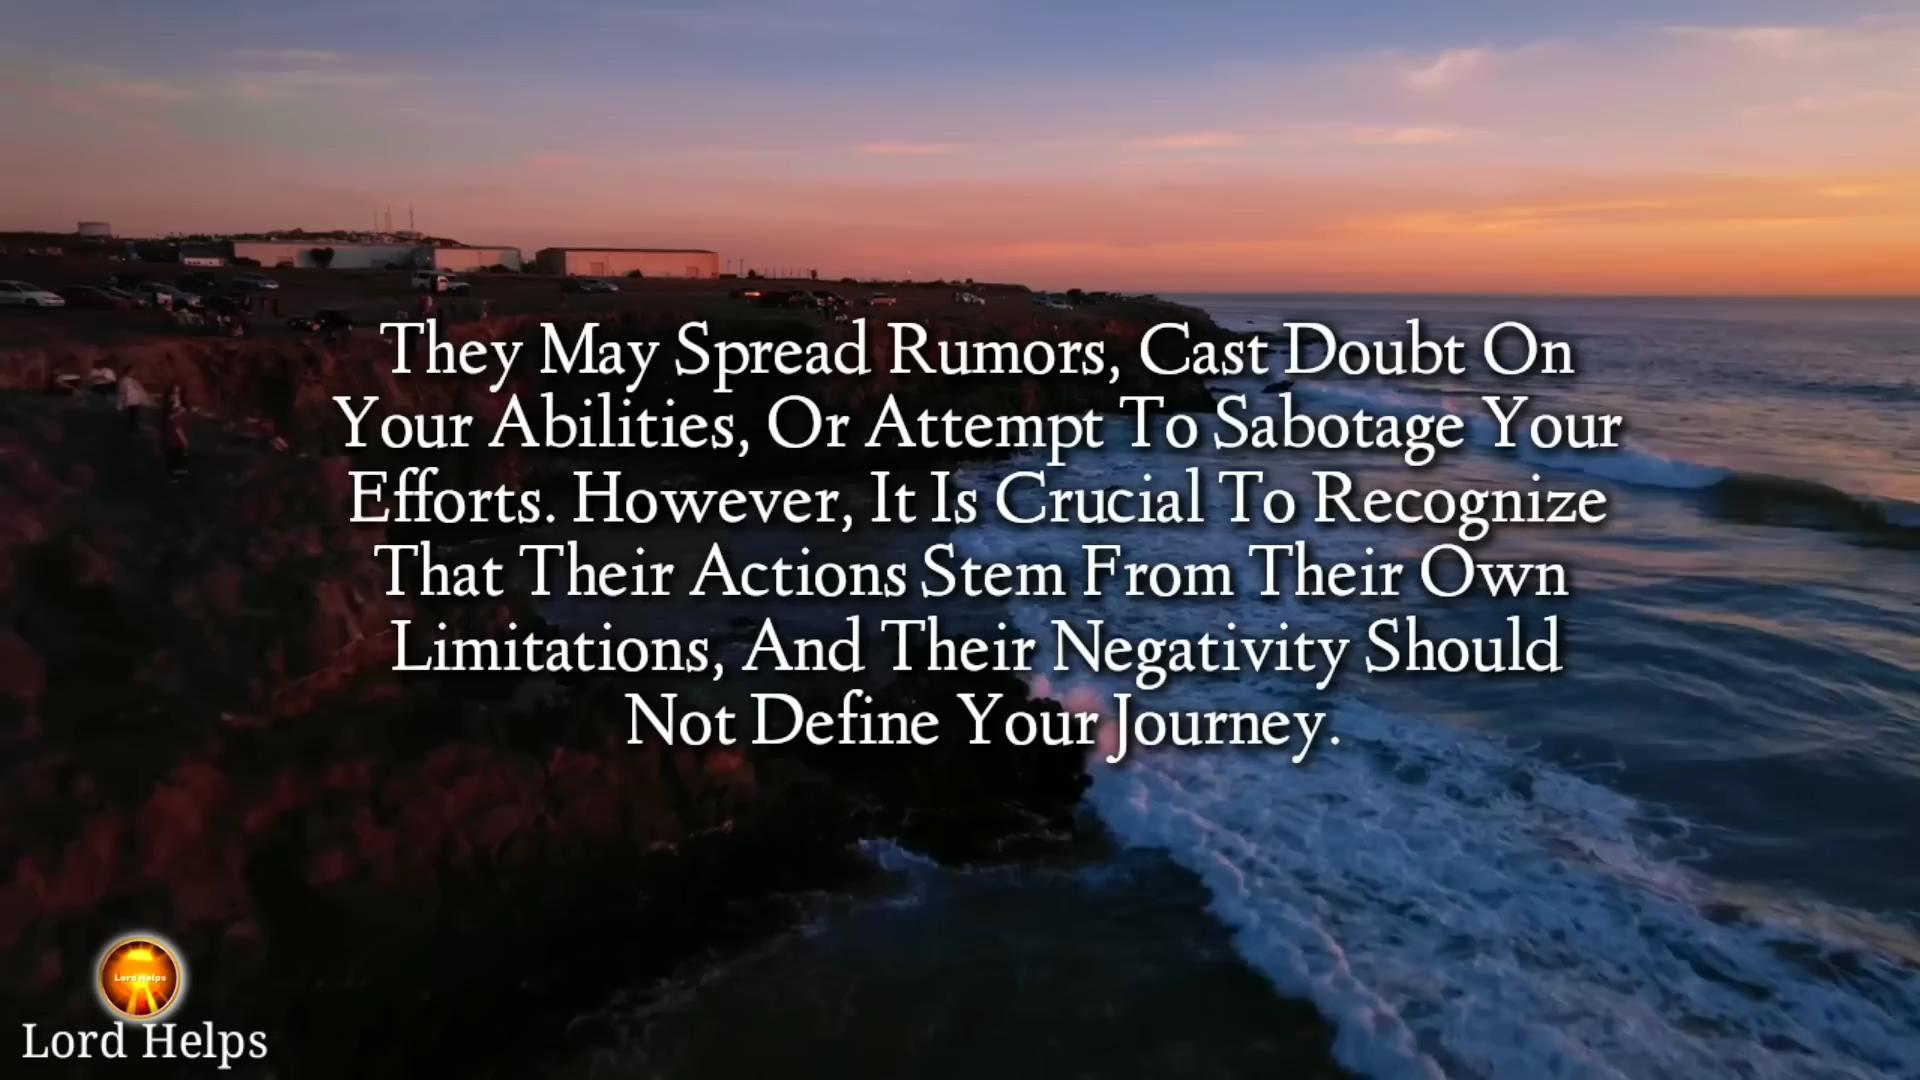 They May Spread Rumors, Cast Doubt On
Your Abilities, Or Attempt To Sabotage Your
Efforts. However, It Is Crucial To Recognize
That Their Actions Stem From Their Own
Limitations, And Their Negativity Should
Not Define Your Journey.
Lord Helps
Lord Helps